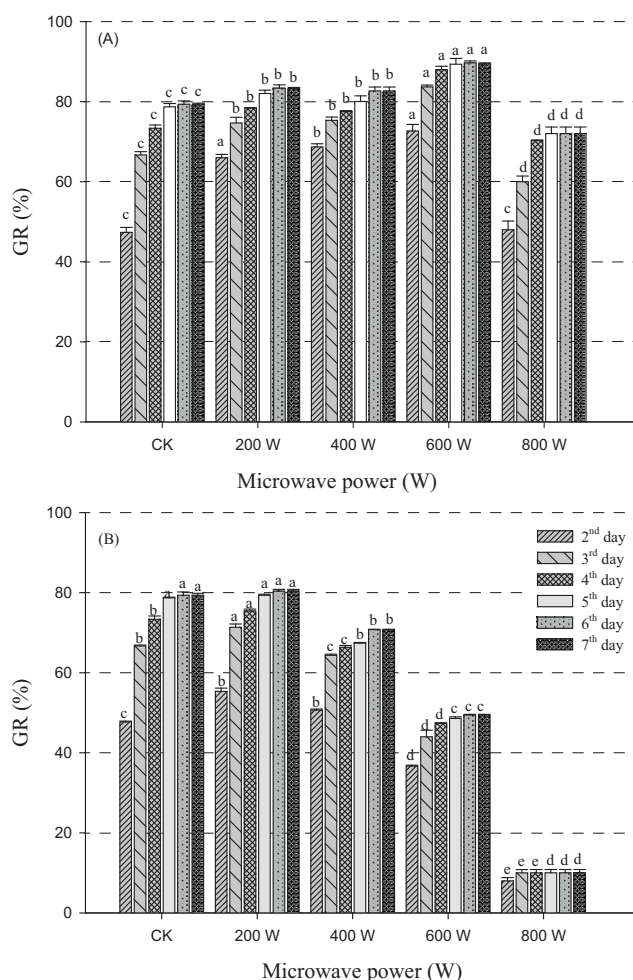 100
(A)
c c c
c
c
c
b b b
b b
a
b b b
b b
b
a a a
a
a
a
d d d
d
d
c
80
60
40
20
0
GR (%)
CK 200 W 400 W 600 W 800 W
Microwave power (W)
100
(B)
a a a
b
b
c
a a a
a
a
b
b b
b
c
c
b
c c c
d
d
d
e e e d d d
2nd day
3rd day
4th day
5th day
6th day
7th day
80
60
40
20
0
GR (%)
CK 200 W 400 W 600 W 800 W
Microwave power (W)